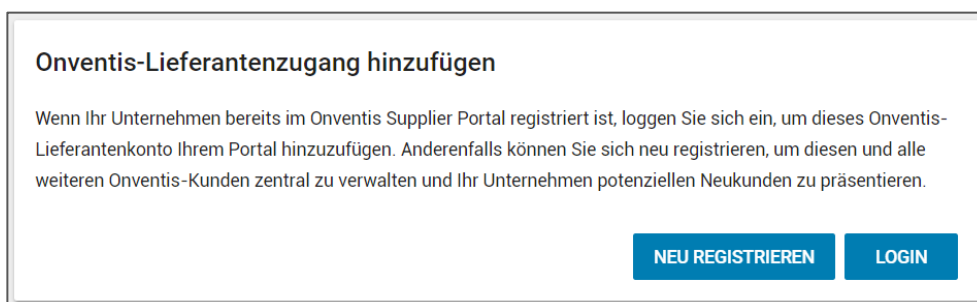 Onventis-Lieferantenzugang hinzufügen
Wenn Ihr Unternehmen bereits im Onventis Supplier Portal registriert ist, loggen Sie sich ein, um dieses Onventis-
Lieferantenkonto Ihrem Portal hinzuzufügen. Anderenfalls können Sie sich neu registrieren, um diesen und alle
weiteren Onventis-Kunden zentral zu verwalten und Ihr Unternehmen potenziellen Neukunden zu präsentieren.
NEU REGISTRIEREN LOGIN